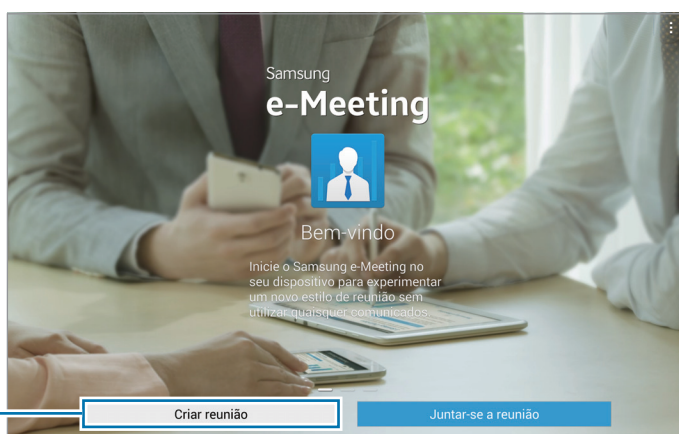 Samsung
e-Meeting
Bem-vindo
Inicie o Samsung e-Meeting no
seu dispositivo para experimentar
um novo estilo de reunião sem
utilizar quaisquer comunicados.
Criar reunião
Juntar-se a reunião